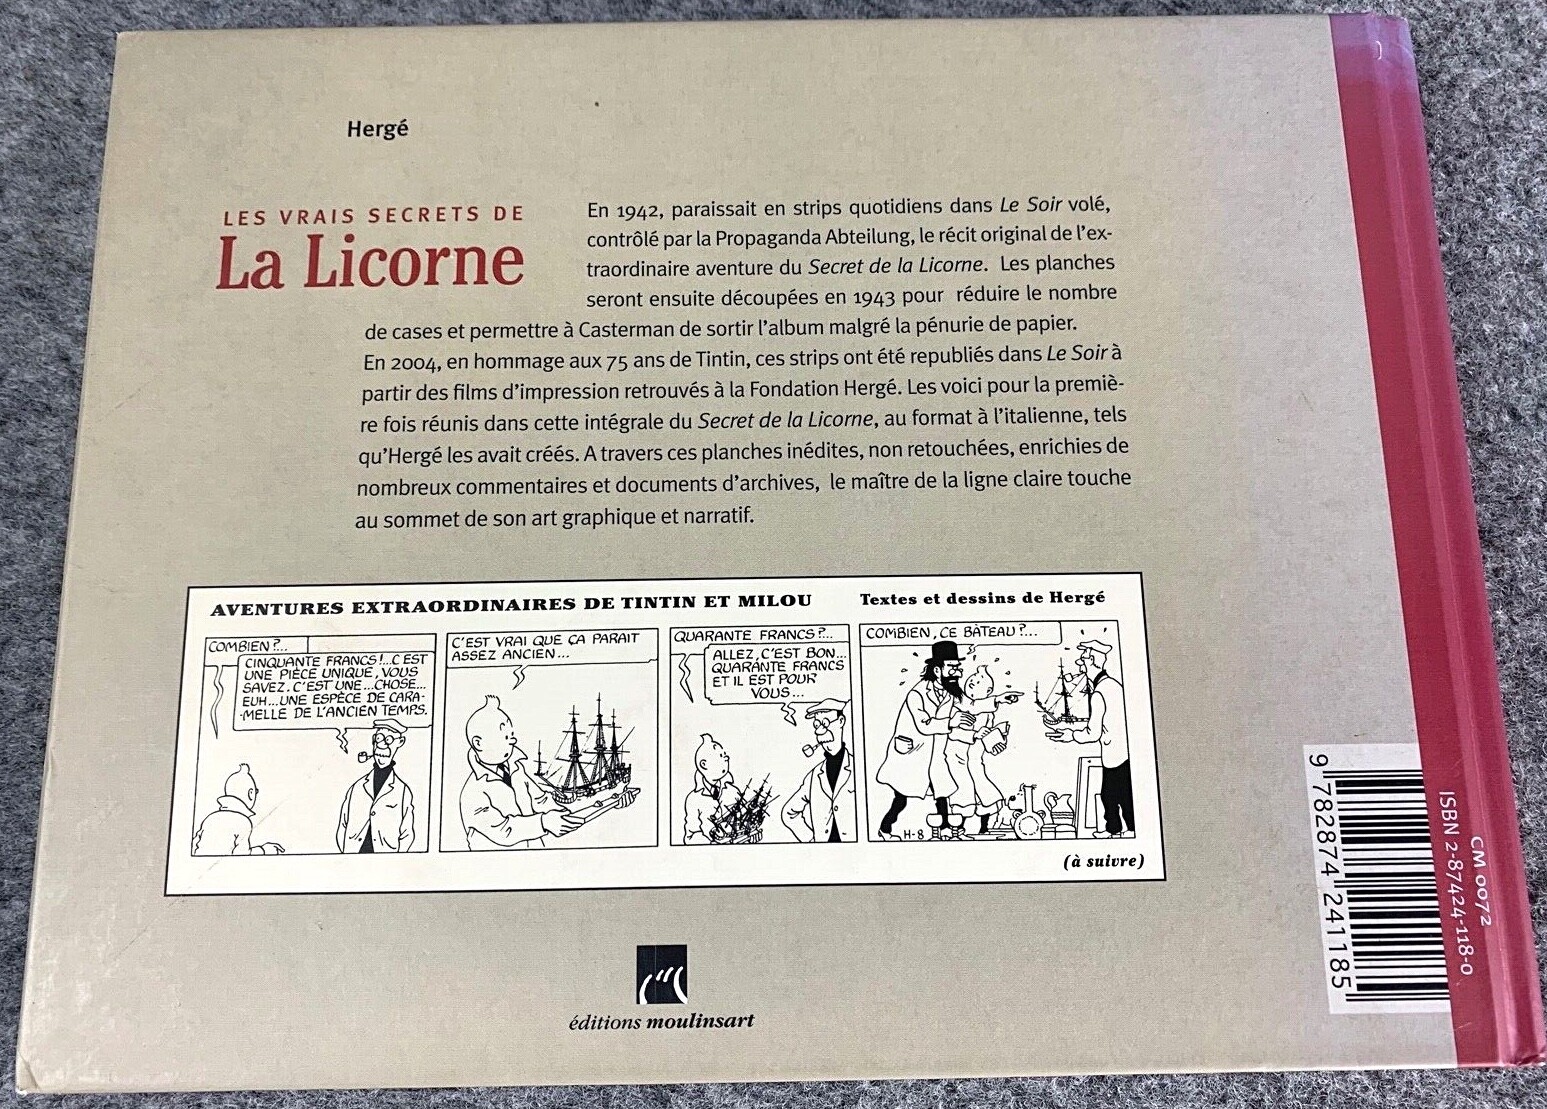 Hergé
LES VRAIS SECRETS DE
La Licorne
En 1942, paraissait en strips quotidiens dans Le Soir volé,
contrôlé par la Propaganda Abteilung, le récit original de l'ex-
traordinaire aventure du Secret de la Licorne. Les planches
seront ensuite découpées en 1943 pour réduire le nombre
de cases et permettre à Casterman de sortir l'album malgré la pénurie de papier.
En 2004, en hommage aux 75 ans de Tintin, ces strips ont été republiés dans Le Soir à
partir des films d'impression retrouvés à la Fondation Hergé. Les voici pour la premiè-
re fois réunis dans cette intégrale du Secret de la Licorne, au format à l'italienne, tels
qu'Hergé les avait créés. A travers ces planches inédites, non retouchées, enrichies de
nombreux commentaires et documents d'archives, le maître de la ligne claire touche
au sommet de son art graphique et narratif.
AVENTURES EXTRAORDINAIRES DE TINTIN ET MILOU
Textes et dessins de Hergé
COMBIEN ?...
CINQUANTE FRANCS !...C'EST
UNE PIÈCE UNIQUE, VOUS
SAVEZ. C'EST UNE...CHOSE...
EUH...UNE ESPÈCE DE CARA-
MELLE DE L'ANCIEN TEMPS.
C'EST VRAI QUE ÇA PARAIT
ASSEZ ANCIEN...
QUARANTE FRANCS ?...
ALLEZ, C'EST BON...
QUARANTE FRANCS
ET IL EST POUR
VOUS...
COMBIEN, CE BÂTEAU ?...
H-8
(à suivre)
éditions moulinsart
9 782874 241185
ISBN 2-87424-118-0
CM 0072